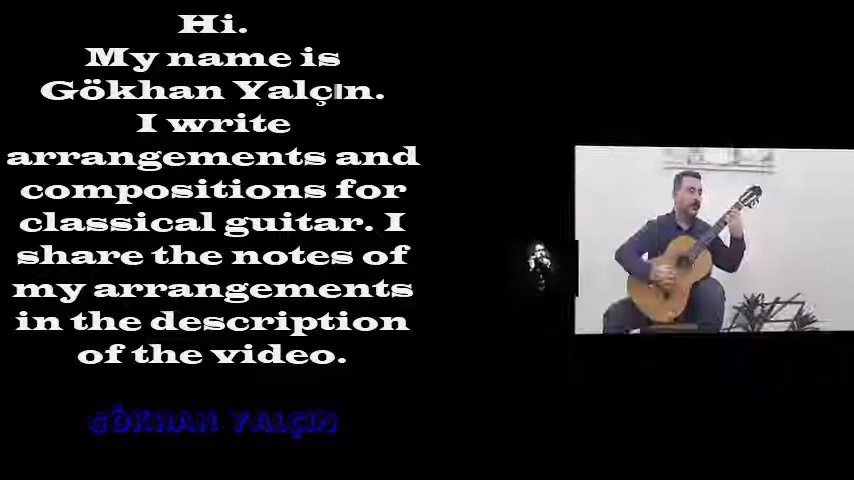 Hi.
My name is
Gökhan Yalçın.
I write
arrangements and
compositions for
classical guitar. I
share the notes of
my arrangements
in the description
of the video.
GÖKHAN YALÇIN